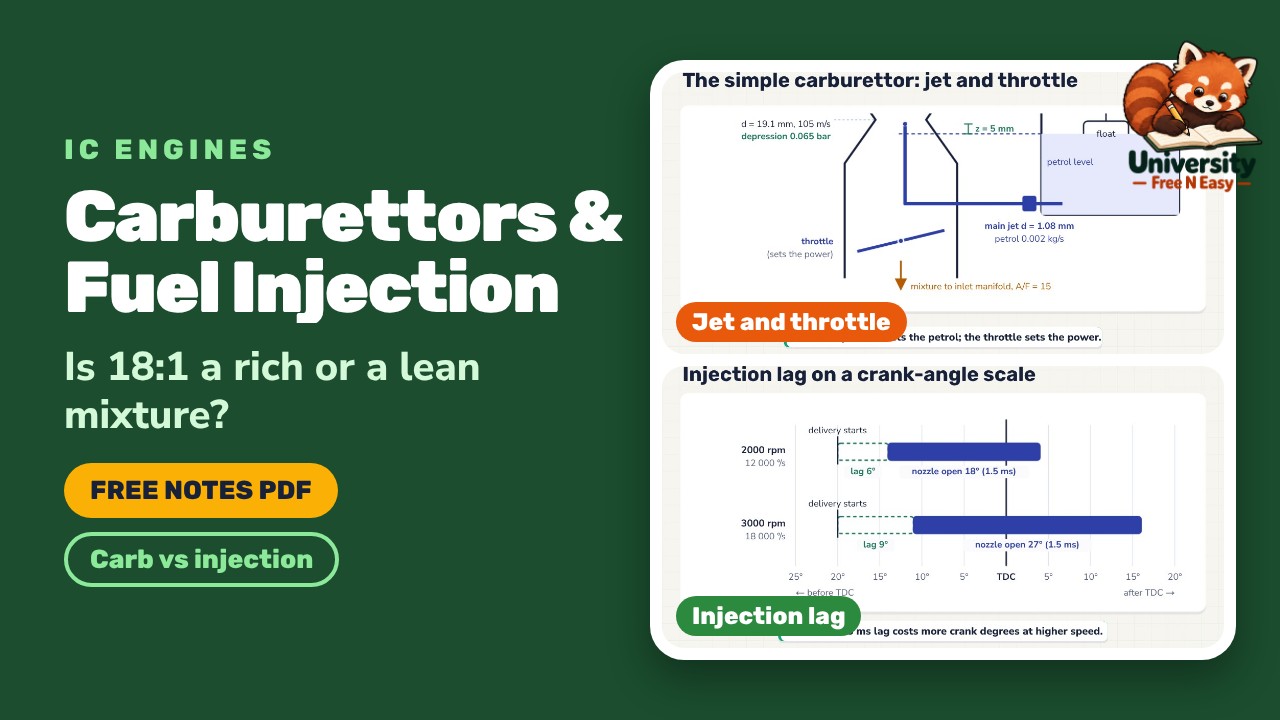 IC ENGINES
Carburettors &
Fuel Injection
Is 18:1 a rich or a lean
mixture?
FREE NOTES PDF
Carb vs injection
The simple carburettor: jet and throttle
d = 19.1 mm, 105 m/s
depression 0.065 bar
z = 5 mm
float
petrol level
main jet d = 1.08 mm
petrol 0.002 kg/s
throttle
(sets the power)
mixture to inlet manifold, A/F = 15
Jet and throttle
ts the petrol; the throttle sets the power.
University
Free N Easy
Injection lag on a crank-angle scale
delivery starts
2000 rpm
12 000 °/s
lag 6°
nozzle open 18° (1.5 ms)
delivery starts
3000 rpm
18 000 °/s
lag 9°
nozzle open 27° (1.5 ms)
25° 20° 15° 10° 5° TDC 5° 10° 15° 20°
← before TDC
after TDC →
Injection lag
ms lag costs more crank degrees at higher speed.